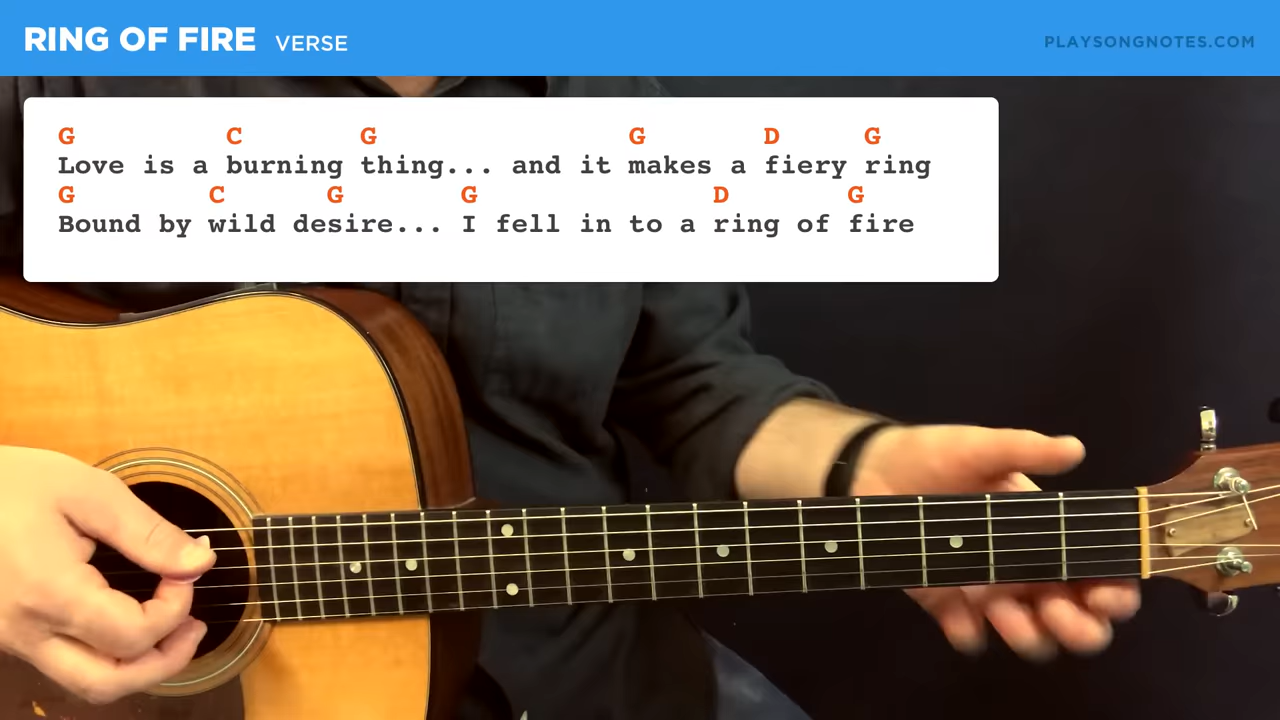 RING OF FIRE VERSE
PLAYSONGNOTES.COM
G C G G D G
Love is a burning thing... and it makes a fiery ring
G C G G D G
Bound by wild desire... I fell in to a ring of fire